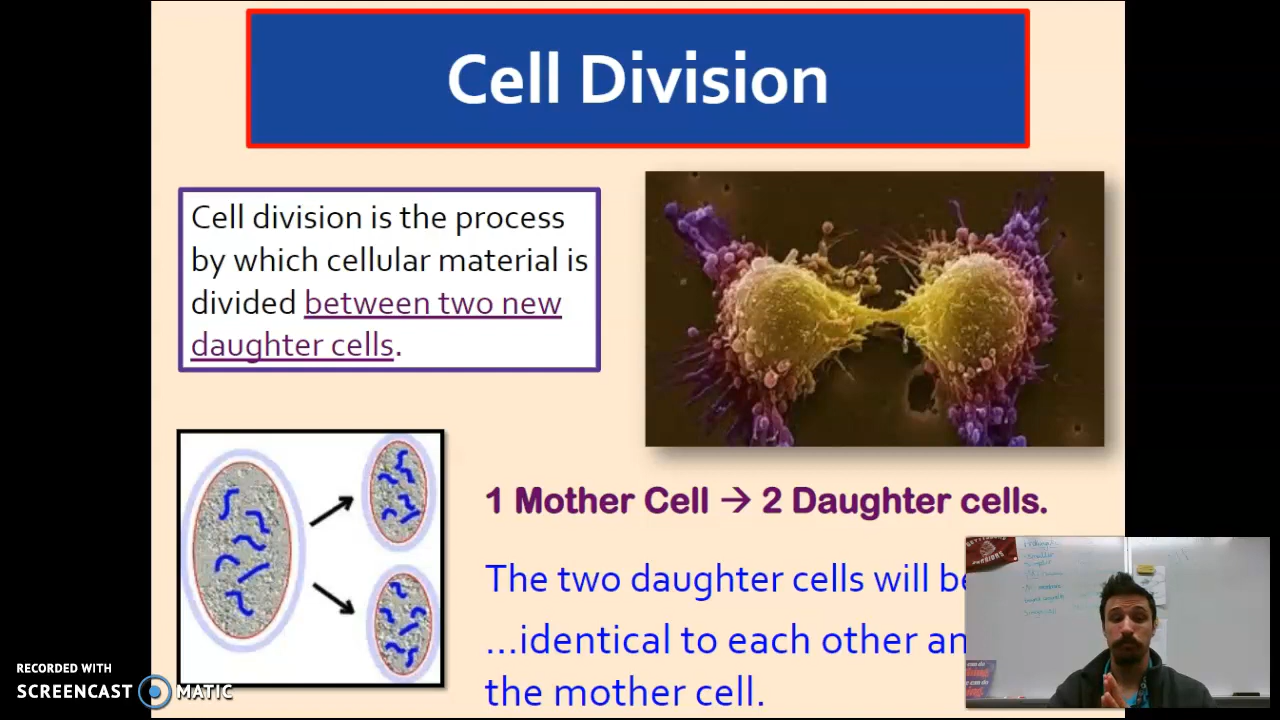 Cell Division
Cell division is the process
by which cellular material is
divided between two new
daughter cells.
1 Mother Cell → 2 Daughter cells.
The two daughter cells will be
...identical to each other an
the mother cell.
RECORDED WITH
SCREENCAST MATIC